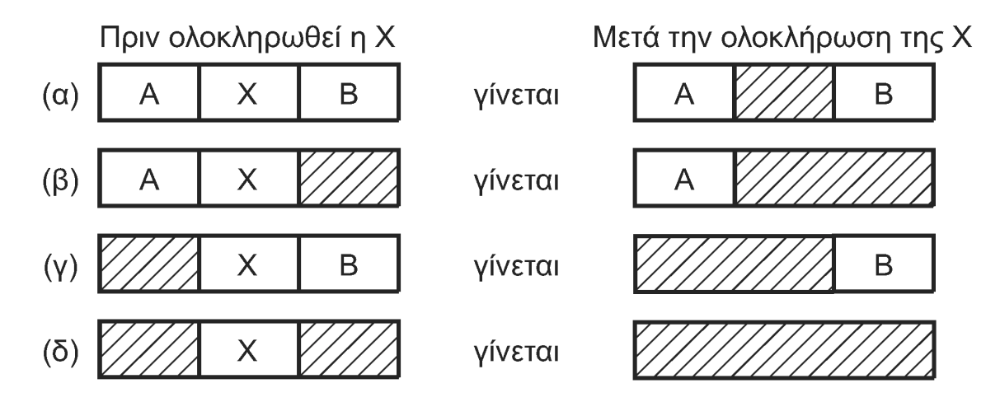 Πριν ολοκληρωθεί η X Μετά την ολοκλήρωση της X
(α) A X B γίνεται A B
(β) A X γίνεται A
(γ) X B γίνεται B
(δ) X γίνεται